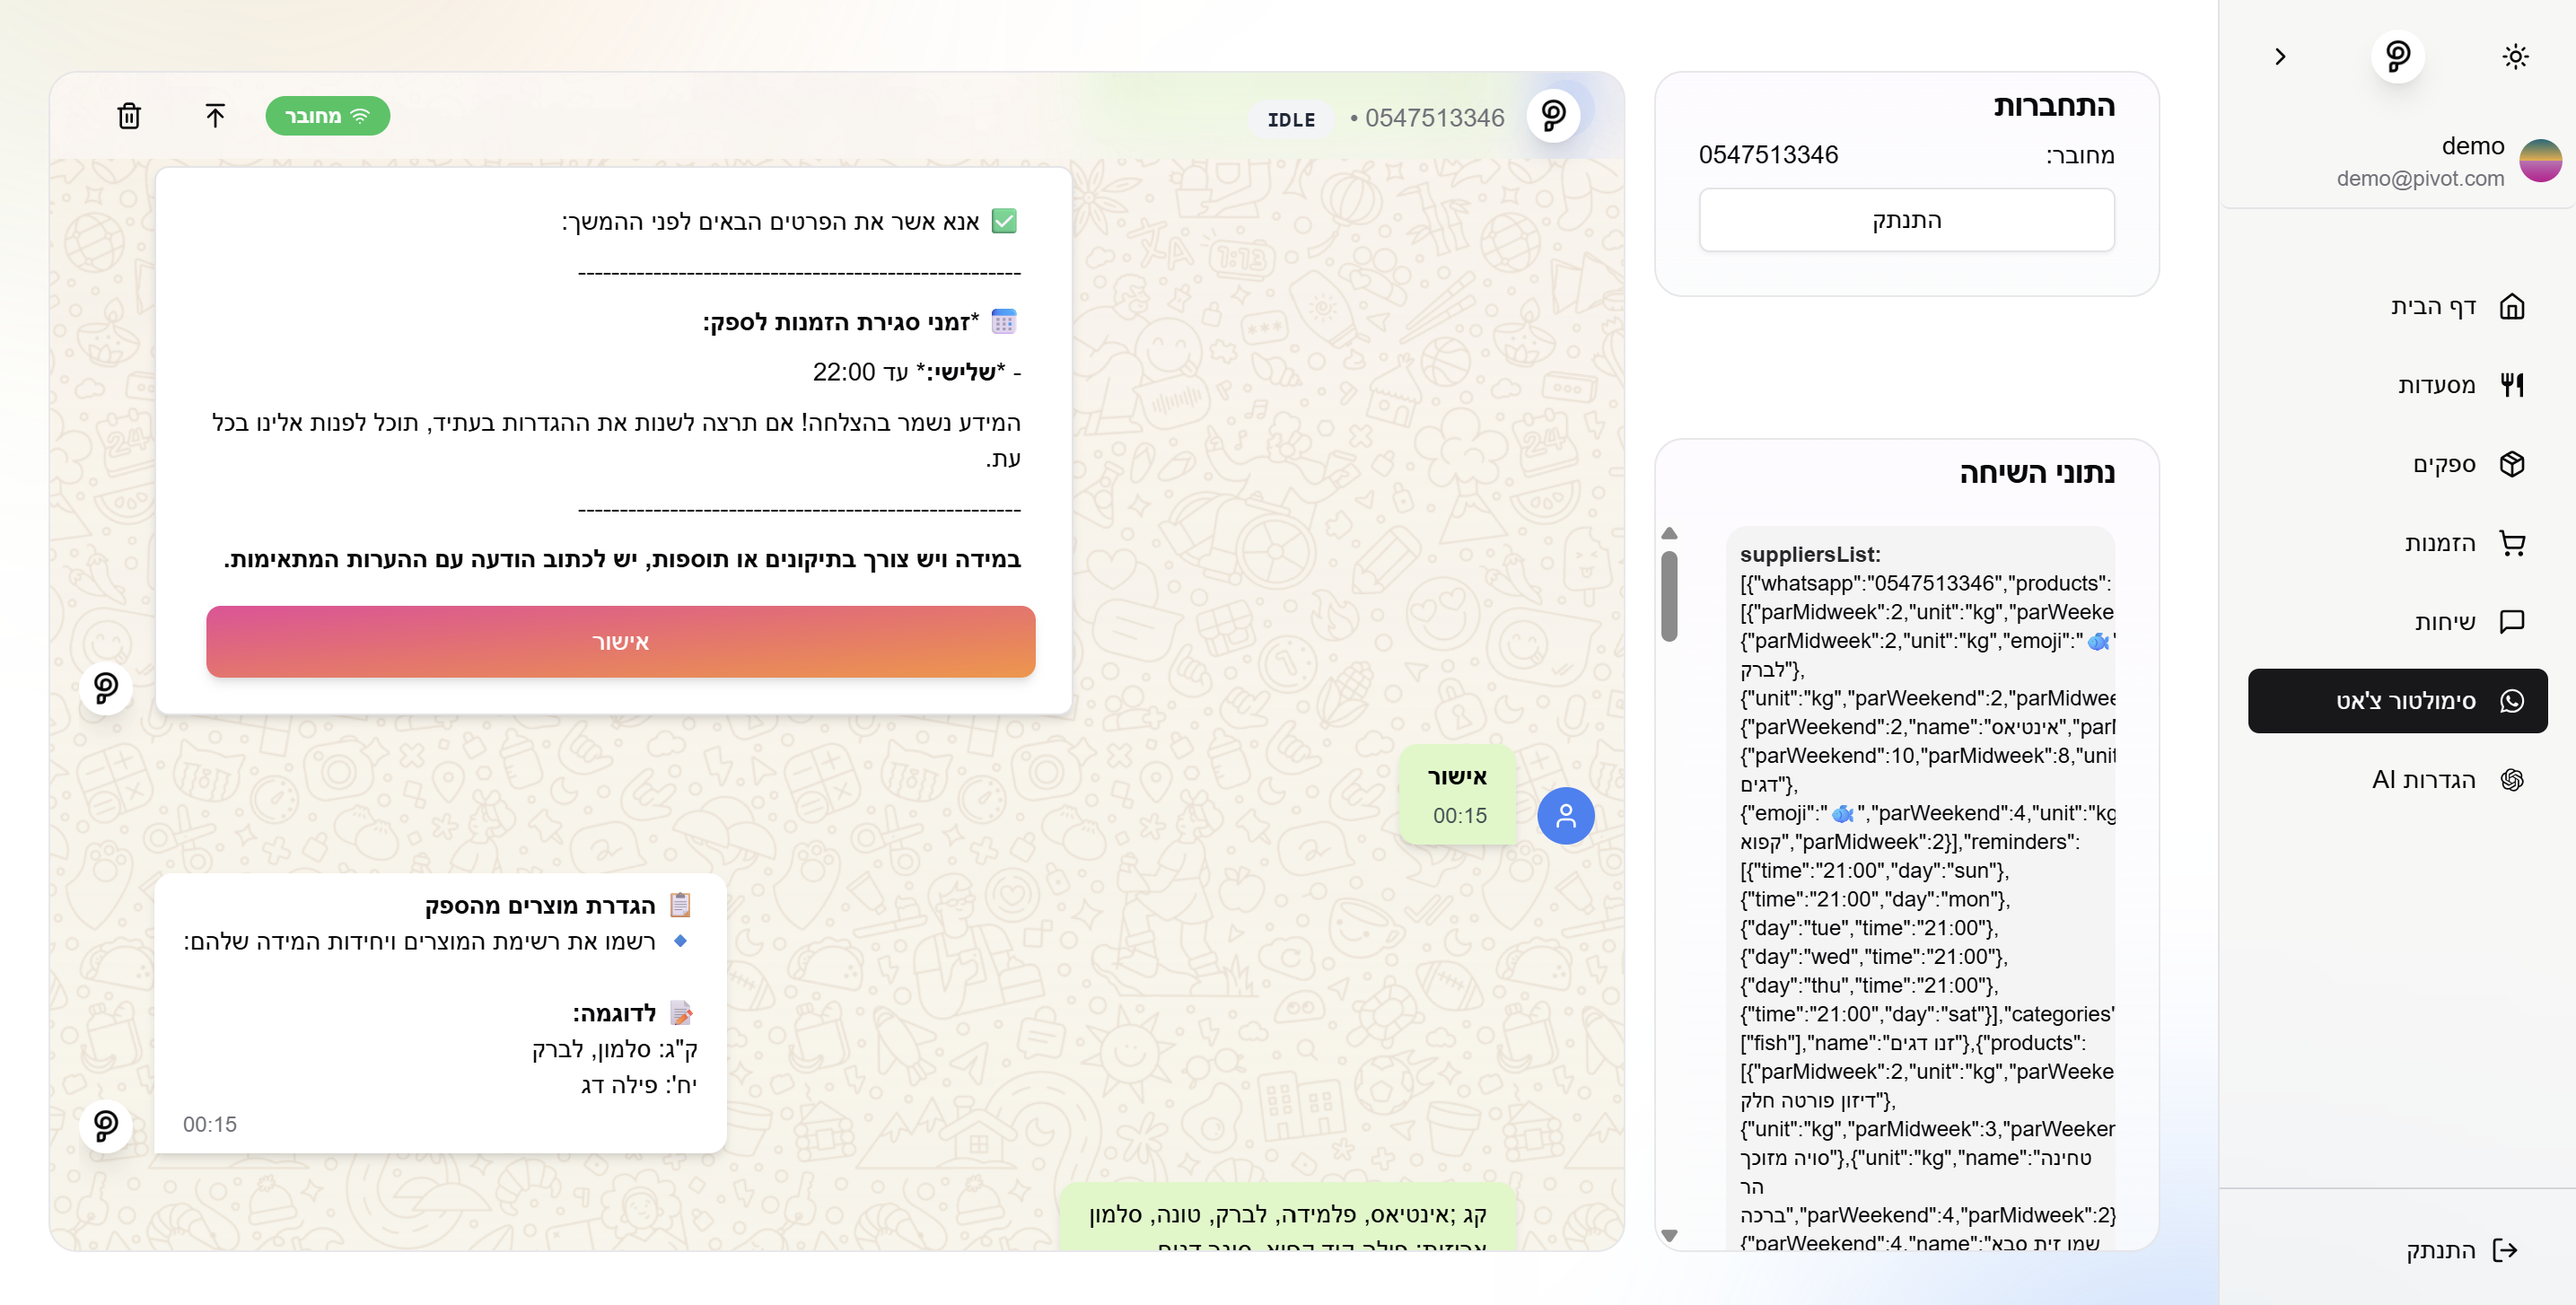 demo
demo@pivot.com
דף הבית
מסעדות
ספקים
הזמנות
שיחות
סימולטור צ'אט
הגדרות AI
התנתק
התחברות
מחובר: 0547513346
התנתק
נתוני השיחה
suppliersList:
[{"whatsapp":"0547513346","products":
[{"parMidweek":2,"unit":"kg","parWeeke
{"parMidweek":2,"unit":"kg","emoji":"🐟"
לברק"},
{"unit":"kg","parWeekend":2,"parMidwee
{"parWeekend":2,"name":"אינטיאס","parM
{"parWeekend":10,"parMidweek":8,"unit
דגים"},
{"emoji":"🐟","parWeekend":4,"unit":"kg
קפוא","parMidweek":2}],"reminders":
[{"time":"21:00","day":"sun"},
{"time":"21:00","day":"mon"},
{"day":"tue","time":"21:00"},
{"day":"wed","time":"21:00"},
{"day":"thu","time":"21:00"},
{"time":"21:00","day":"sat"}],"categories"
["fish"],"name":"זנו דגים"},{"products":
[{"parMidweek":2,"unit":"kg","parWeeke
דיזון פורטה חלק"},
{"unit":"kg","parMidweek":3,"parWeeken
סויה מזוכך"},{"unit":"kg","name":"טחינה
הר
ברכה","parWeekend":4,"parMidweek":2}
{"parWeekend":4,"name":"שמן זית סבא
0547513346 • IDLE
מחובר
✅ אנא אשר את הפרטים הבאים לפני ההמשך:
-----------------------------------------------------
📅 *זמני סגירת הזמנות לספק:
- *שלישי:* עד 22:00
המידע נשמר בהצלחה! אם תרצה לשנות את ההגדרות בעתיד, תוכל לפנות אלינו בכל
עת.
-----------------------------------------------------
במידה ויש צורך בתיקונים או תוספות, יש לכתוב הודעה עם ההערות המתאימות.
אישור
אישור
00:15
📋 הגדרת מוצרים מהספק
🔹 רשמו את רשימת המוצרים ויחידות המידה שלהם:
📝 לדוגמה:
ק"ג: סלמון, לברק
יח': פילה דג
00:15
קג ;אינטיאס, פלמידה, לברק, טונה, סלמון